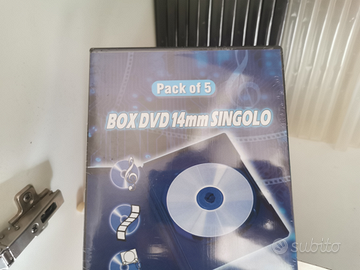 Pack of 5
BOX DVD 14mm SINGOLO
subito